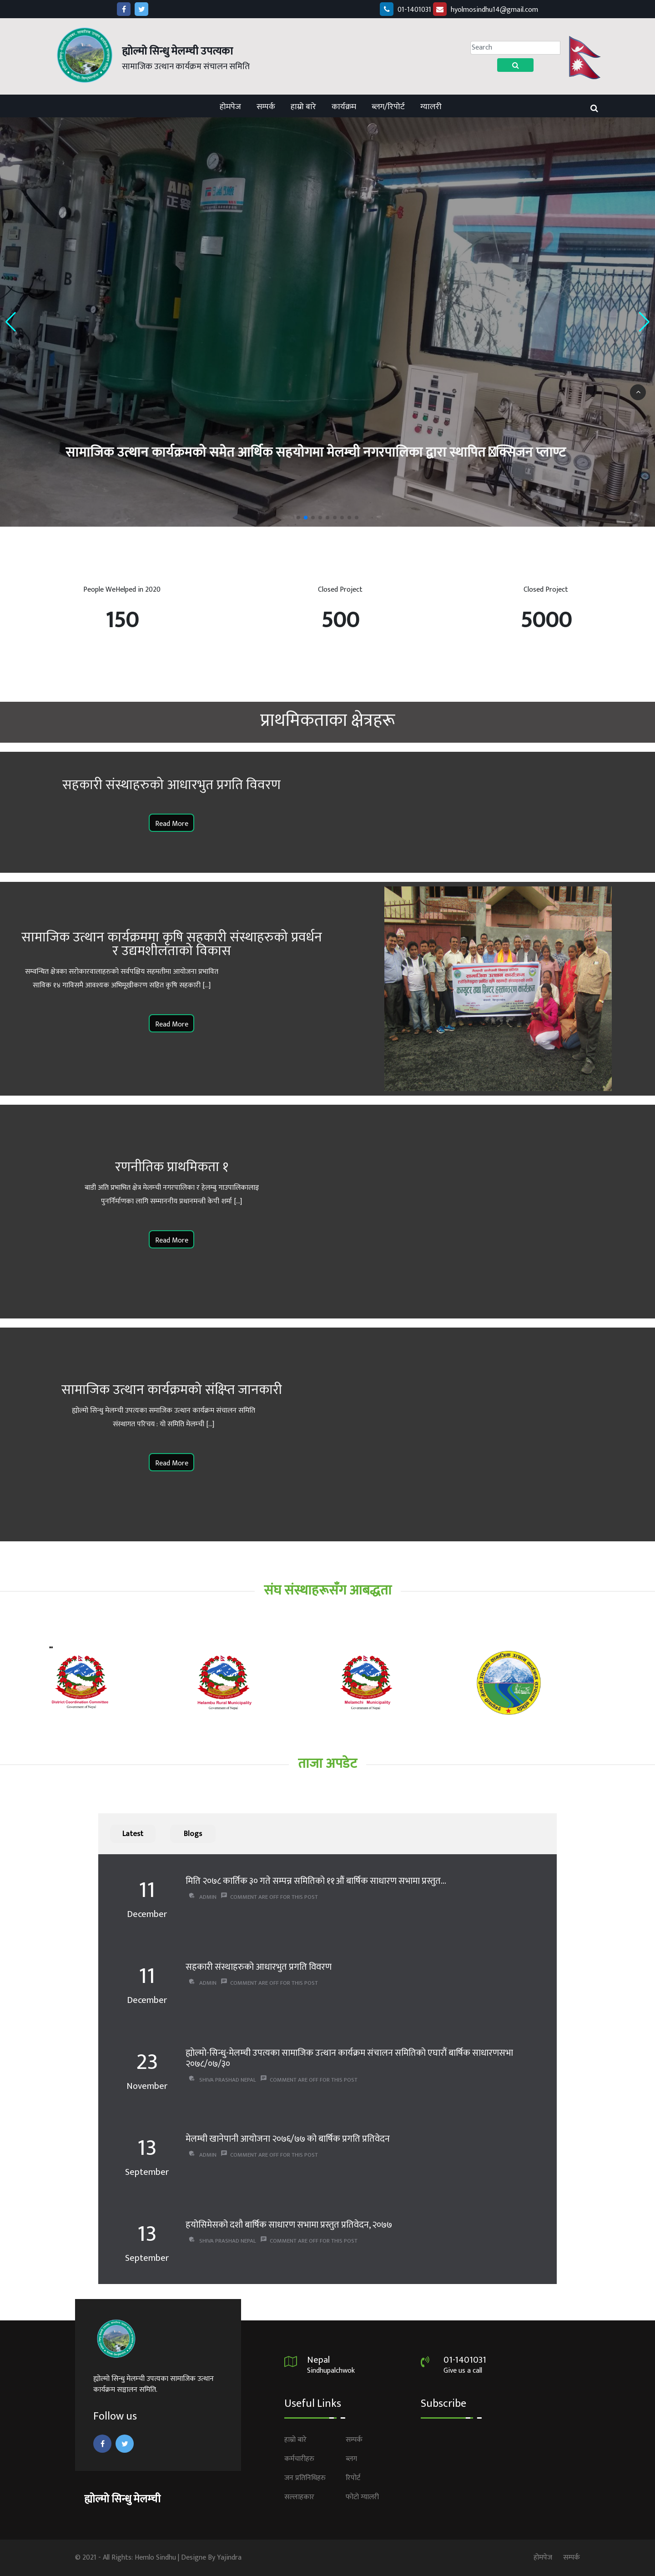 01-1401031 hyolmosindhu14@gmail.com
ह्योल्मो सिन्धु मेलम्ची उपत्यका
सामाजिक उत्थान कार्यक्रम संचालन समिति
Search
होमपेज सम्पर्क हाम्रो बारे कार्यक्रम ब्लग/रिपोर्ट ग्यालरी
सामाजिक उत्थान कार्यक्रमको समेत आर्थिक सहयोगमा मेलम्ची नगरपालिका द्वारा स्थापित क्सिजन प्लाण्ट
People WeHelped in 2020
150
Closed Project
500
Closed Project
5000
प्राथमिकताका क्षेत्रहरू
सहकारी संस्थाहरुको आधारभुत प्रगति विवरण
Read More
सामाजिक उत्थान कार्यक्रममा कृषि सहकारी संस्थाहरुको प्रवर्धन
र उद्यमशीलताको विकास
सम्वन्धित क्षेत्रका सरोकारवालाहरुको सर्वपक्षिय सहमतीमा आयोजना प्रभावित
साविक १४ गाविसमै आवश्यक अभिमूखीकरण सहित कृषि सहकारी [...]
Read More
रणनीतिक प्राथमिकता १
बाडी अति प्रभाभित क्षेत्र मेलम्ची नगरपालिका र हेलम्बु गाउपालिकालाइ
पुनर्निर्माणका लागि सम्माननीय प्रधानमन्त्री केपी शर्मा [...]
Read More
सामाजिक उत्थान कार्यक्रमको संक्षिप्त जानकारी
ह्योल्मो सिन्धु मेलम्ची उपत्यका समाजिक उत्थान कार्यक्रम संचालन समिति
संस्थागत परिचय : यो समिति मेलम्ची [...]
Read More
संघ संस्थाहरूसँग आबद्धता
District Coordination Committee
Helambu Rural Municipality
Melamchi Municipality
ताजा अपडेट
Latest Blogs
11
December
मिति २०७८ कार्तिक ३० गते सम्पन्न समितिको ११ औं बार्षिक साधारण सभामा प्रस्तुत...
ADMIN COMMENT ARE OFF FOR THIS POST
11
December
सहकारी संस्थाहरुको आधारभुत प्रगति विवरण
ADMIN COMMENT ARE OFF FOR THIS POST
23
November
ह्योल्मो-सिन्धु-मेलम्ची उपत्यका सामाजिक उत्थान कार्यक्रम संचालन समितिको एघारौं बार्षिक साधारणसभा
२०७८/०७/३०
SHIVA PRASHAD NEPAL COMMENT ARE OFF FOR THIS POST
13
September
मेलम्ची खानेपानी आयोजना २०७६/७७ को बार्षिक प्रगति प्रतिवेदन
ADMIN COMMENT ARE OFF FOR THIS POST
13
September
हयोसिमेसको दशौ बार्षिक साधारण सभामा प्रस्तुत प्रतिवेदन, २०७७
SHIVA PRASHAD NEPAL COMMENT ARE OFF FOR THIS POST
ह्योल्मो सिन्धु मेलम्ची उपत्यका सामाजिक उत्थान
कार्यक्रम सञ्चालन समिति.
Follow us
ह्योल्मो सिन्धु मेलम्ची
Nepal
Sindhupalchwok
01-1401031
Give us a call
Useful Links
हाम्रो बारे सम्पर्क
कर्मचारीहरु ब्लग
जन प्रतिनिधिहरु रिपोर्ट
सल्लाहकार फोटो ग्यालरी
Subscribe
© 2021 - All Rights: Hemlo Sindhu | Designe By Yajindra
होमपेज सम्पर्क